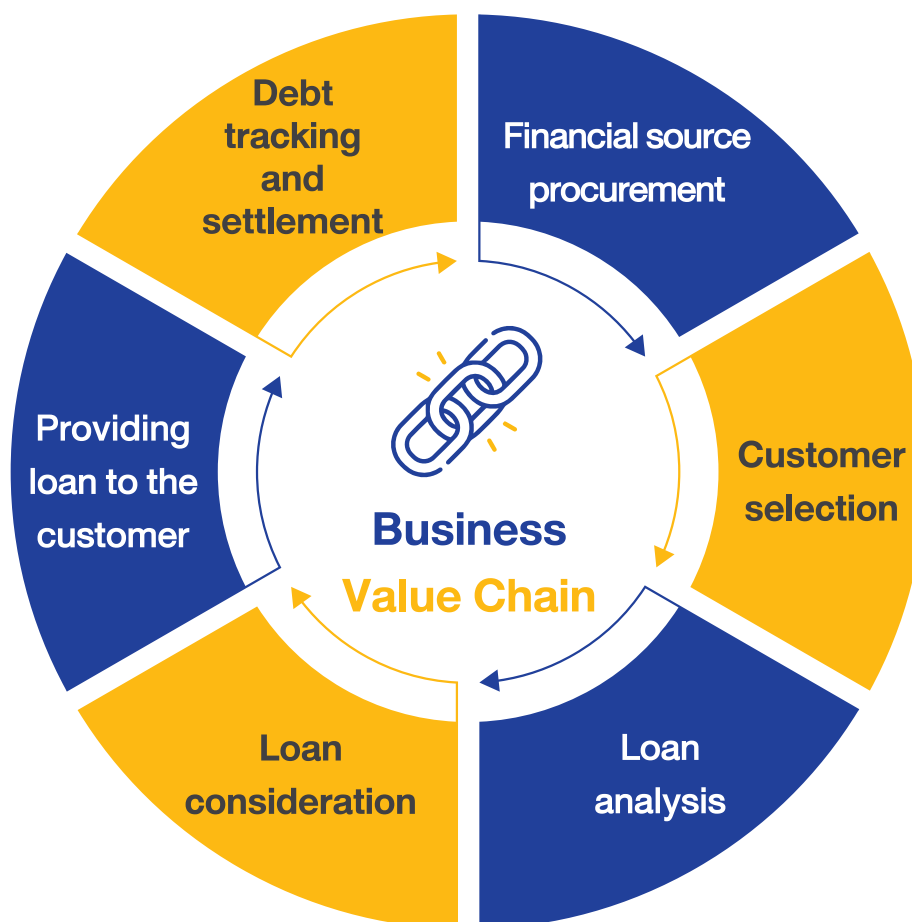 Debt
tracking
and
settlement
Financial source
procurement
Customer
selection
Loan
analysis
Loan
consideration
Providing
loan to the
customer
Business
Value Chain